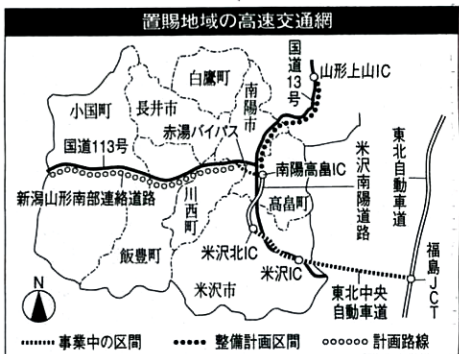 置賜地域の高速交通網
国道13号
山形上山IC
白鷹町
南陽市
小国町
長井市
赤湯バイパス
国道113号
新潟山形南部連絡道路
南陽高畠IC
米沢南陽道路
東北自動車道
川西町
高畠町
飯豊町
米沢北IC
米沢IC
米沢市
東北中央
自動車道
福島JCT
N
事業中の区間
整備計画区間
計画路線